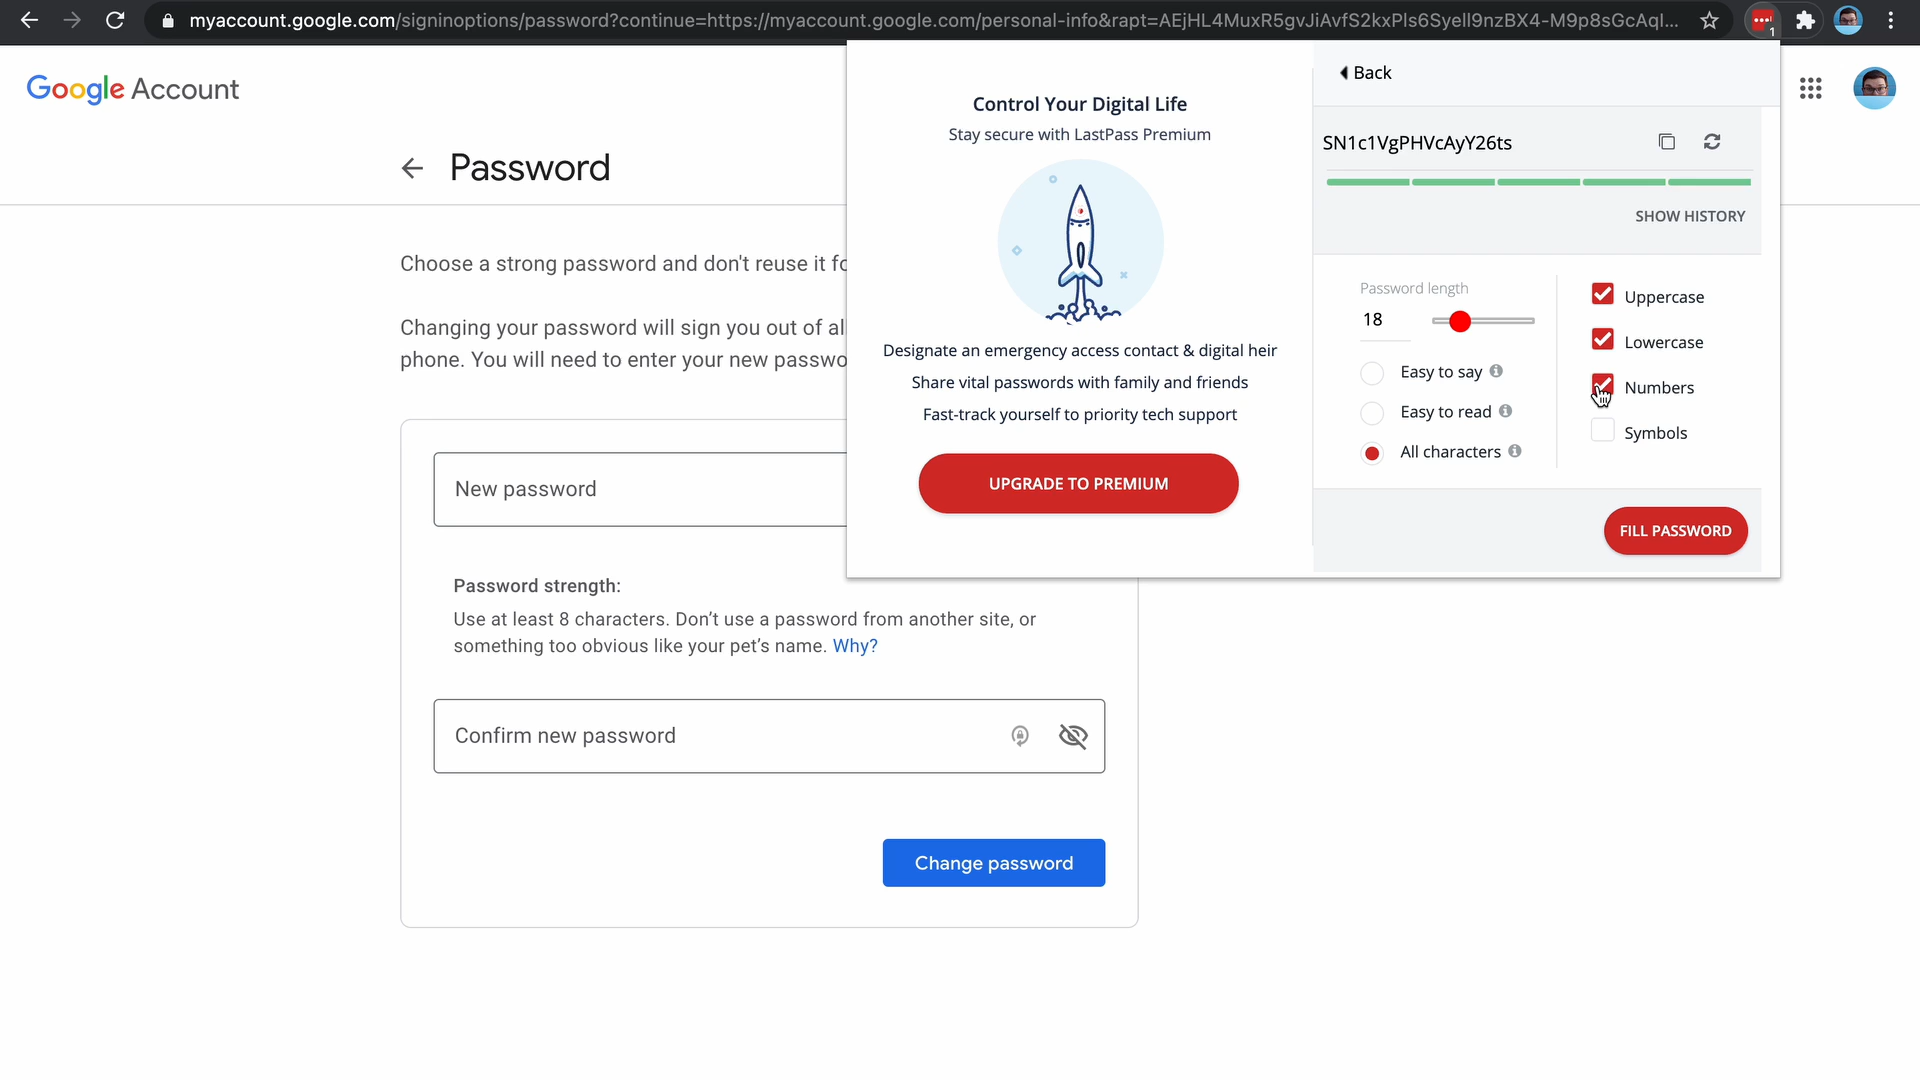 myaccount.google.com/signinoptions/password?continue=https://myaccount.google.com/personal-info&rapt=AEjHL4MuxR5gvJiAvfS2kxPls6Syell9nzBX4-M9p8sGcAqI...
1
Google Account
Password
Choose a strong password and don't reuse it fo
Changing your password will sign you out of al
phone. You will need to enter your new passwo
New password
Password strength:
Use at least 8 characters. Don’t use a password from another site, or
something too obvious like your pet’s name. Why?
Confirm new password
Change password
Control Your Digital Life
Stay secure with LastPass Premium
Designate an emergency access contact & digital heir
Share vital passwords with family and friends
Fast-track yourself to priority tech support
UPGRADE TO PREMIUM
Back
SN1c1VgPHVcAyY26ts
SHOW HISTORY
Password length
18
Easy to say
Easy to read
All characters
Uppercase
Lowercase
Numbers
Symbols
FILL PASSWORD